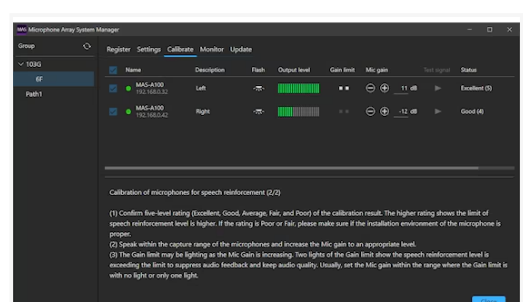 MAS Microphone Array System Manager
Group
Register Settings Calibrate Monitor Update
103G
6F
Path1
Name Description Flash Output level Gain limit Mic gain Test signal Status
MAS-A100
192.168.0.32
Left
11 dB
Excellent (5)
MAS-A100
192.168.0.42
Right
-12 dB
Good (4)
Calibration of microphones for speech reinforcement (2/2)
(1) Confirm five-level rating (Excellent, Good, Average, Fair, and Poor) of the calibration result. The higher rating shows the limit of
speech reinforcement level is higher. If the rating is Poor or Fair, please make sure if the installation environment of the microphone is
proper.
(2) Speak within the capture range of the microphones and increase the Mic gain to an appropriate level.
(3) The Gain limit may be lighting as the Mic Gain is increasing. Two lights of the Gain limit show the speech reinforcement level is
exceeding the limit to suppress audio feedback and keep audio quality. Usually, set the Mic gain within the range where the Gain limit is
with no light or only one light.